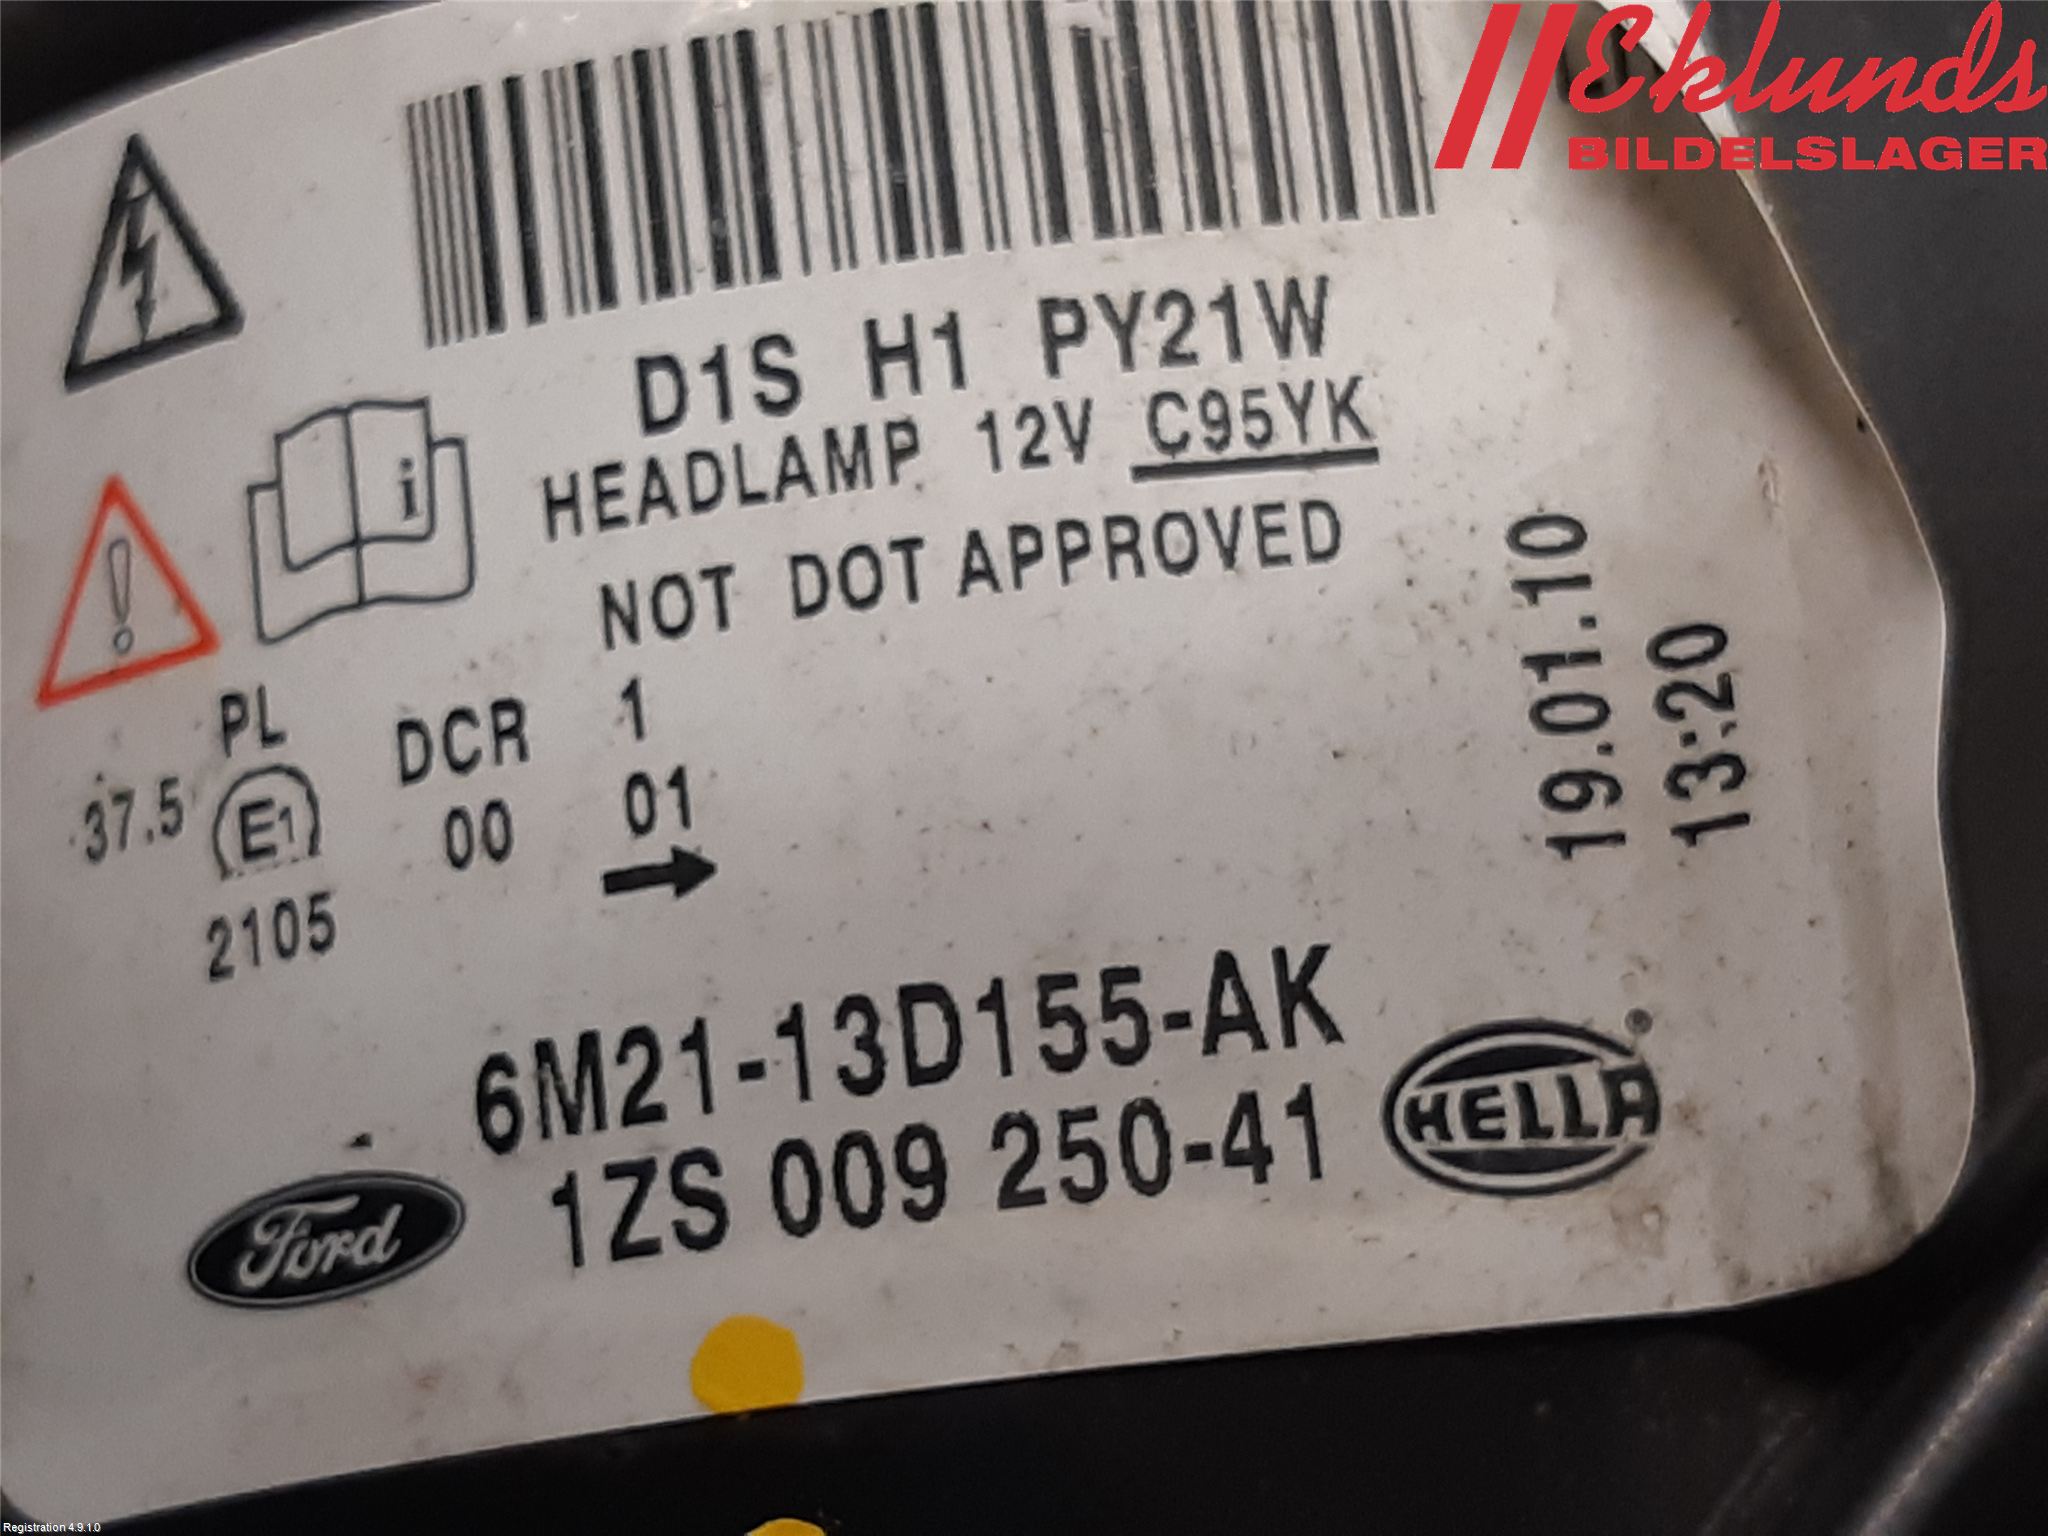 Eklunds
BILDELSLAGER
D1S H1 PY21W
HEADLAMP 12V C95YK
NOT DOT APPROVED
i
PL DCR 1
37.5 E1 00 01
2105
19.01.10
13:20
6M21-13D155-AK
1ZS 009 250-41
Ford
HELLA
Registration 4.9.1.0